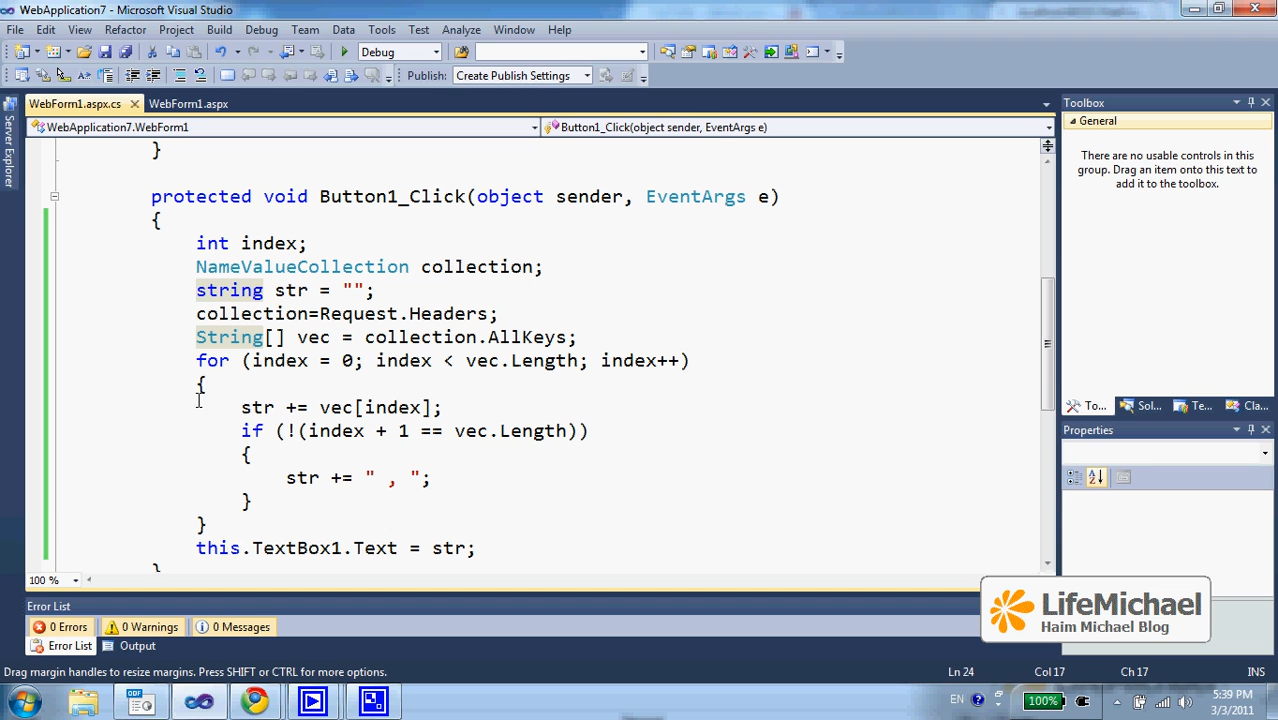 WebApplication7 - Microsoft Visual Studio
File Edit View Refactor Project Build Debug Team Data Tools Test Analyze Window Help
Debug
Publish: Create Publish Settings
WebForm1.aspx.cs WebForm1.aspx
Toolbox
WebApplication7.WebForm1 Button1_Click(object sender, EventArgs e)
General
Server Explorer
There are no usable controls in this
group. Drag an item onto this text to
add it to the toolbox.
}
protected void Button1_Click(object sender, EventArgs e)
{
int index;
NameValueCollection collection;
string str = "";
collection=Request.Headers;
String[] vec = collection.AllKeys;
for (index = 0; index < vec.Length; index++)
{
str += vec[index];
if (!(index + 1 == vec.Length))
{
str += " , ";
}
}
this.TextBox1.Text = str;
}
To... Sol... Te... Cla...
Properties
100 %
Error List
0 Errors 0 Warnings 0 Messages
Error List Output
LifeMichael
Haim Michael Blog
Drag margin handles to resize margins. Press SHIFT or CTRL for more options. Ln 24 Col 17 Ch 17 INS
EN 100% 5:39 PM
3/3/2011